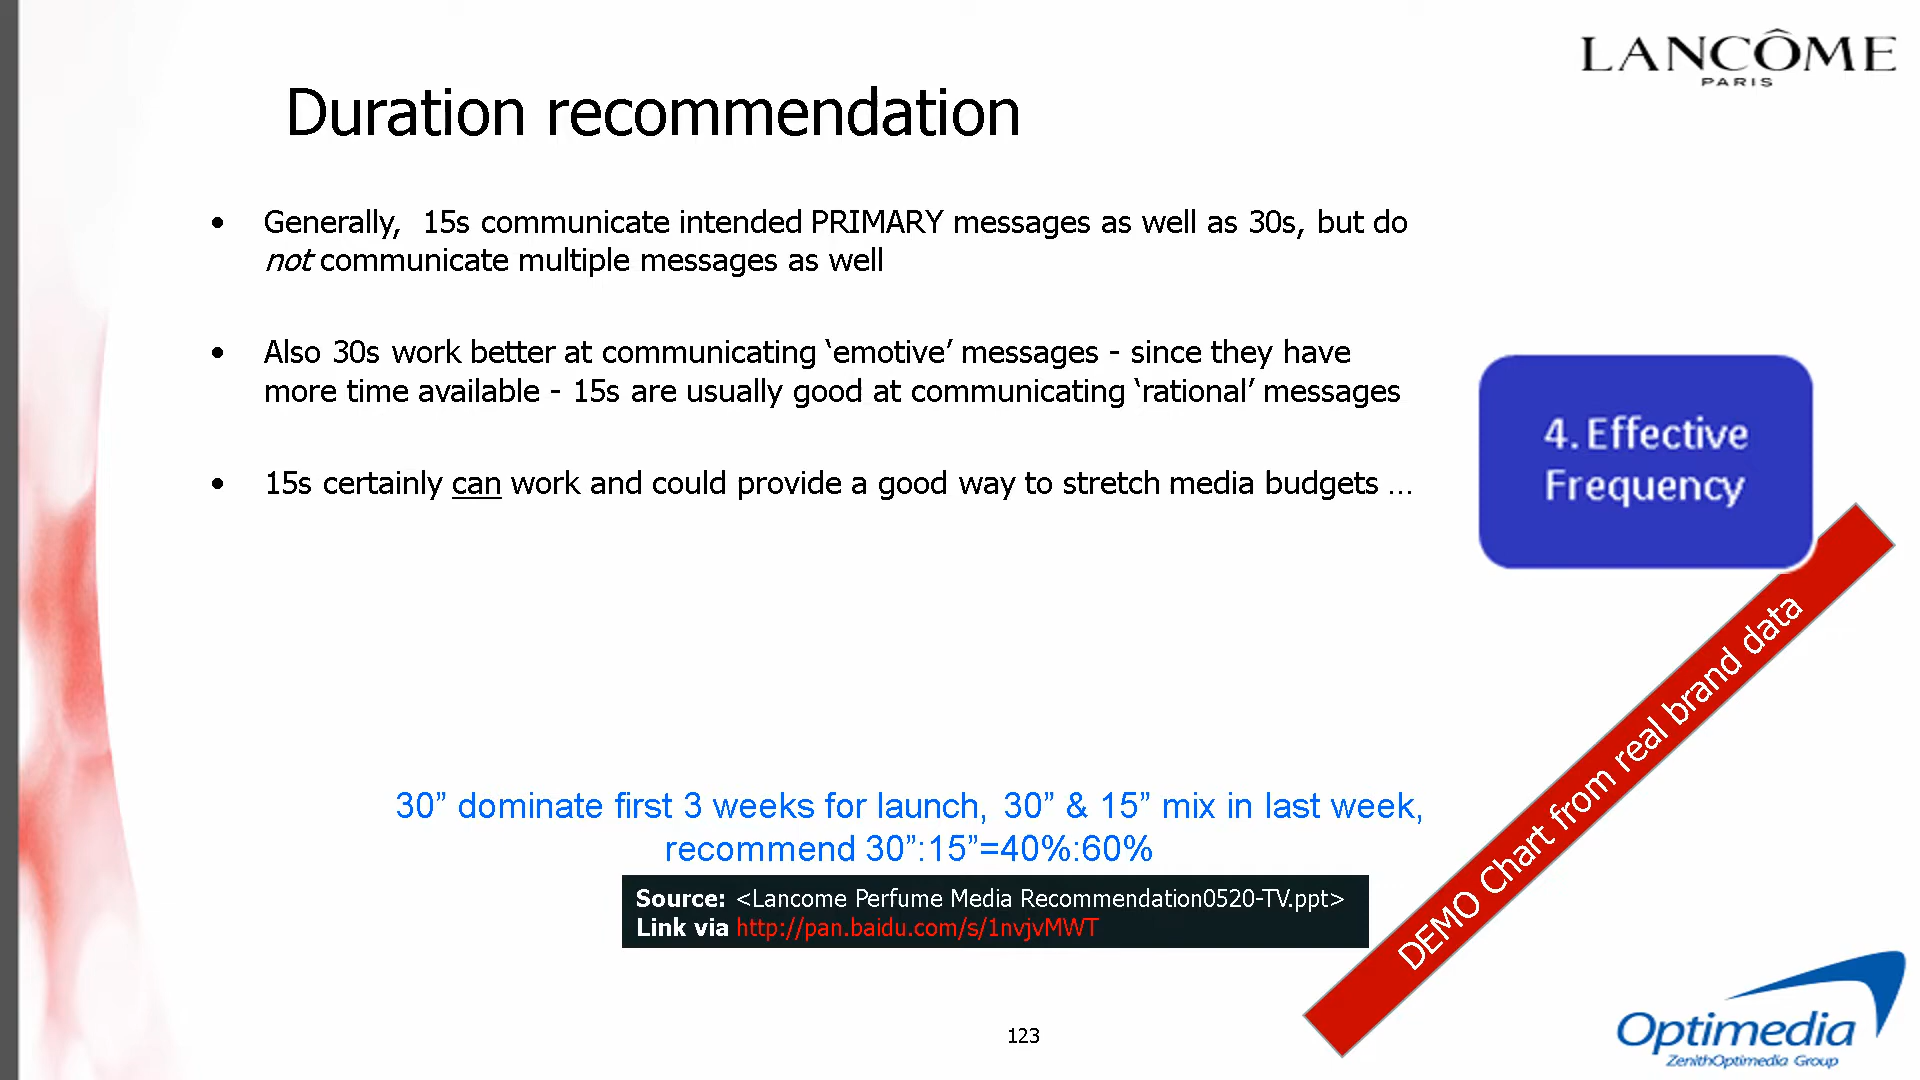 LANCÔME
PARIS
Duration recommendation
• Generally,  15s communicate intended PRIMARY messages as well as 30s, but do
not communicate multiple messages as well
• Also 30s work better at communicating ‘emotive’ messages - since they have
more time available - 15s are usually good at communicating ‘rational’ messages
• 15s certainly can work and could provide a good way to stretch media budgets …
4. Effective
Frequency
DEMO Chart from real brand data
30” dominate first 3 weeks for launch, 30” & 15” mix in last week,
recommend 30”:15”=40%:60%
Source: <Lancome Perfume Media Recommendation0520-TV.ppt>
Link via http://pan.baidu.com/s/1nvjvMWT
123
Optimedia
ZenithOptimedia Group